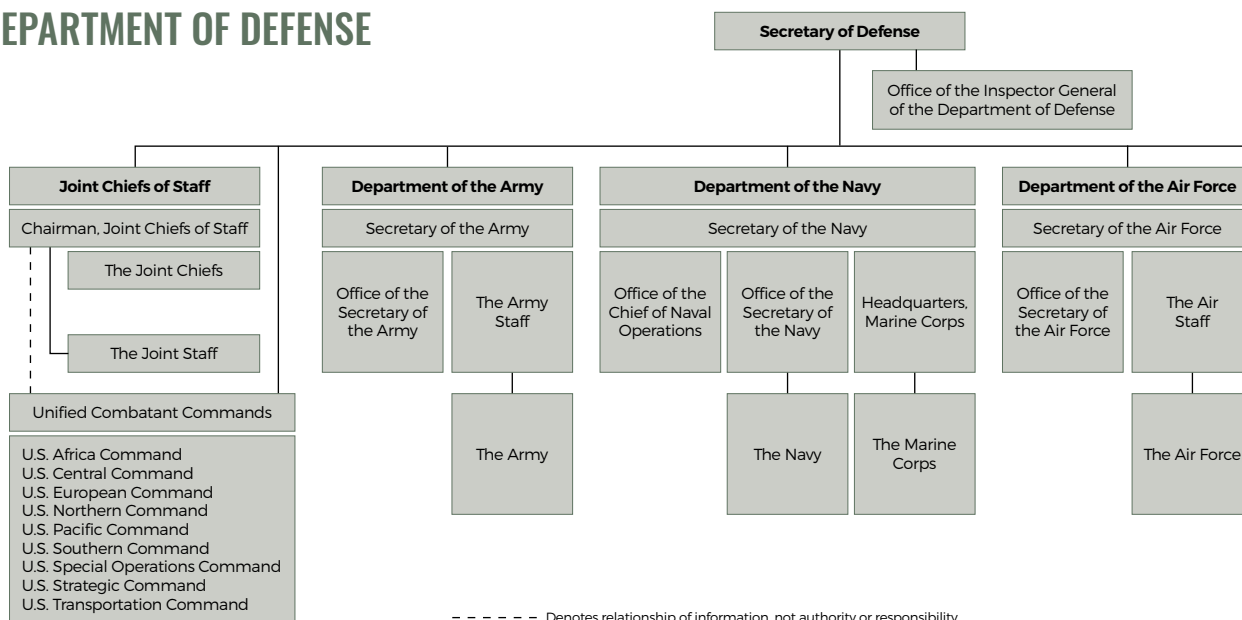 EPARTMENT OF DEFENSE
Secretary of Defense
Office of the Inspector General
of the Department of Defense
Joint Chiefs of Staff
Chairman, Joint Chiefs of Staff
The Joint Chiefs
The Joint Staff
Unified Combatant Commands
U.S. Africa Command
U.S. Central Command
U.S. European Command
U.S. Northern Command
U.S. Pacific Command
U.S. Southern Command
U.S. Special Operations Command
U.S. Strategic Command
U.S. Transportation Command
Department of the Army
Secretary of the Army
Office of the
Secretary of
the Army
The Army
Staff
The Army
Department of the Navy
Secretary of the Navy
Office of the
Chief of Naval
Operations
Office of the
Secretary of
the Navy
Headquarters,
Marine Corps
The Navy
The Marine
Corps
Department of the Air Force
Secretary of the Air Force
Office of the
Secretary of
the Air Force
The Air
Staff
The Air Force
Denotes relationship of information, not authority or responsibility